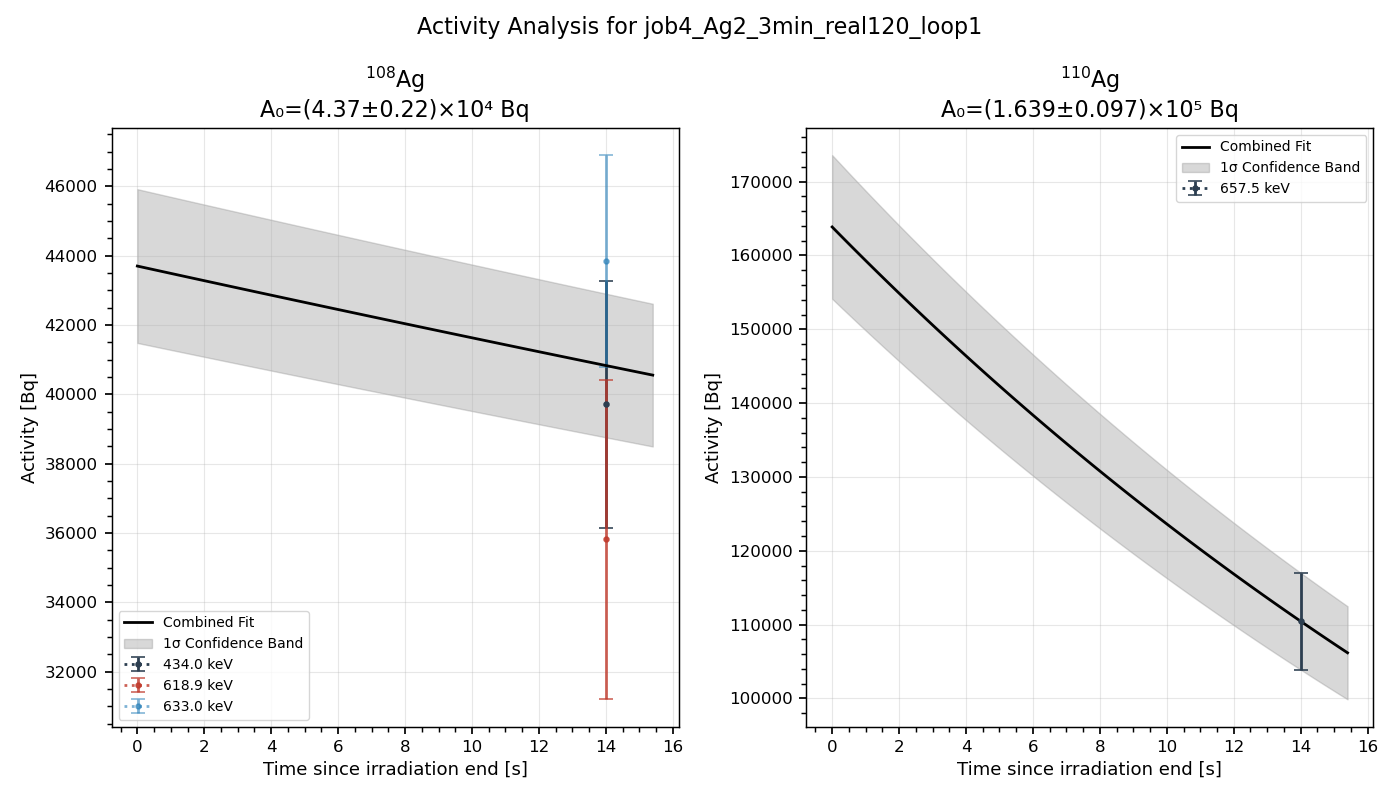 Activity Analysis for job4_Ag2_3min_real120_loop1
¹⁰⁸Ag
A₀=(4.37±0.22)×10⁴ Bq
Activity [Bq]
46000
44000
42000
40000
38000
36000
34000
32000
Combined Fit
1σ Confidence Band
434.0 keV
618.9 keV
633.0 keV
0 2 4 6 8 10 12 14 16
Time since irradiation end [s]
¹¹⁰Ag
A₀=(1.639±0.097)×10⁵ Bq
Activity [Bq]
170000
160000
150000
140000
130000
120000
110000
100000
Combined Fit
1σ Confidence Band
657.5 keV
0 2 4 6 8 10 12 14 16
Time since irradiation end [s]